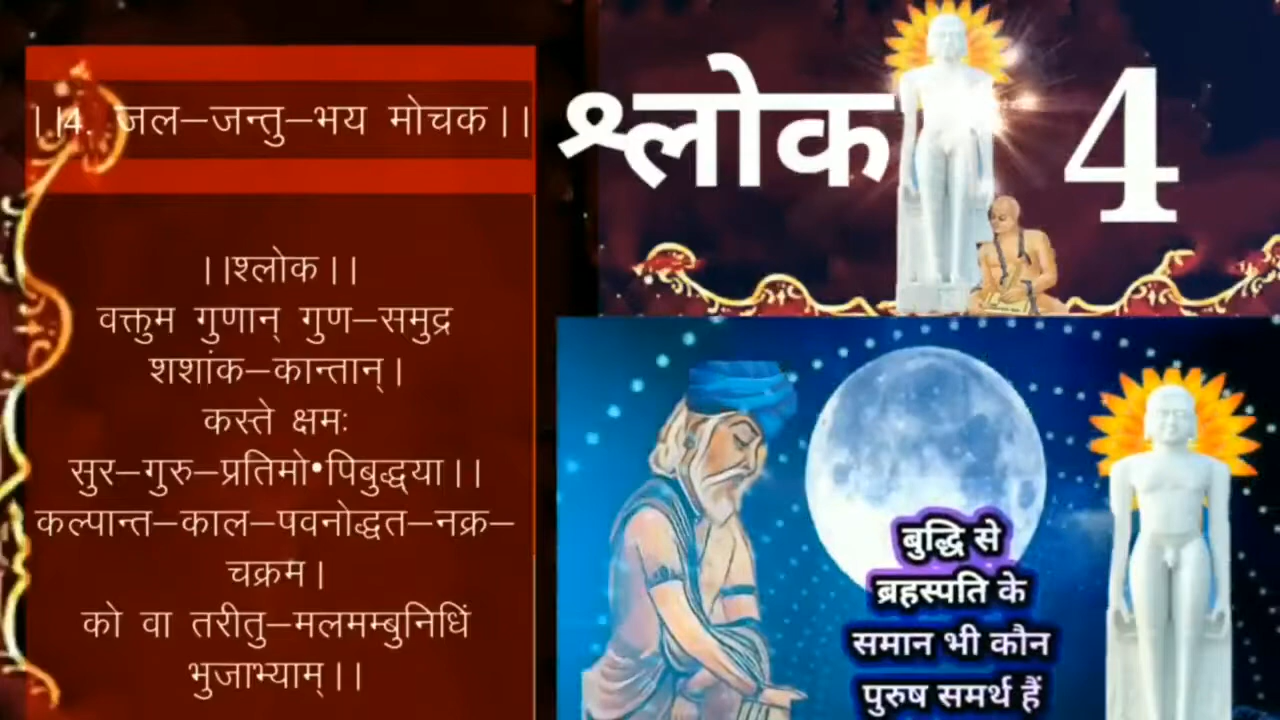 ||4. जल–जन्तु–भय मोचक||
||श्लोक||
वक्तुम गुणान् गुण–समुद्र
शशांक–कान्तान्|
कस्ते क्षमः
सुर–गुरु–प्रतिमो•पिबुद्ध्या||
कल्पान्त–काल–पवनोद्धत–नक्र–
चक्रम|
को वा तरीतु–मलमम्बुनिधिं
भुजाभ्याम्||
श्लोक 4
बुद्धि से
ब्रहस्पति के
समान भी कौन
पुरुष समर्थ हैं